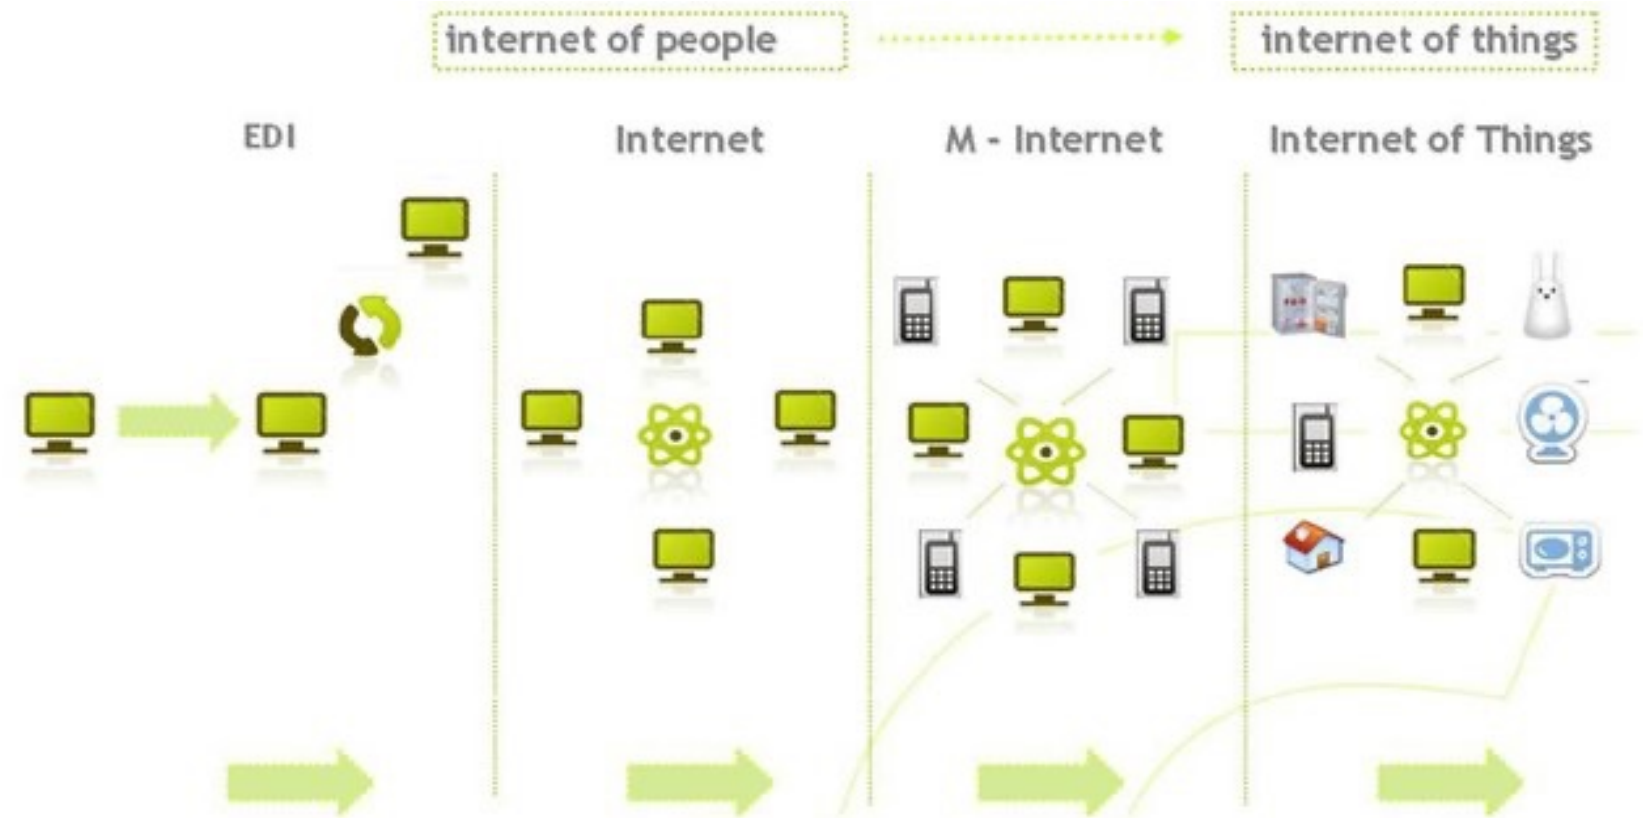 internet of people
internet of things
EDI
Internet
M - Internet
Internet of Things